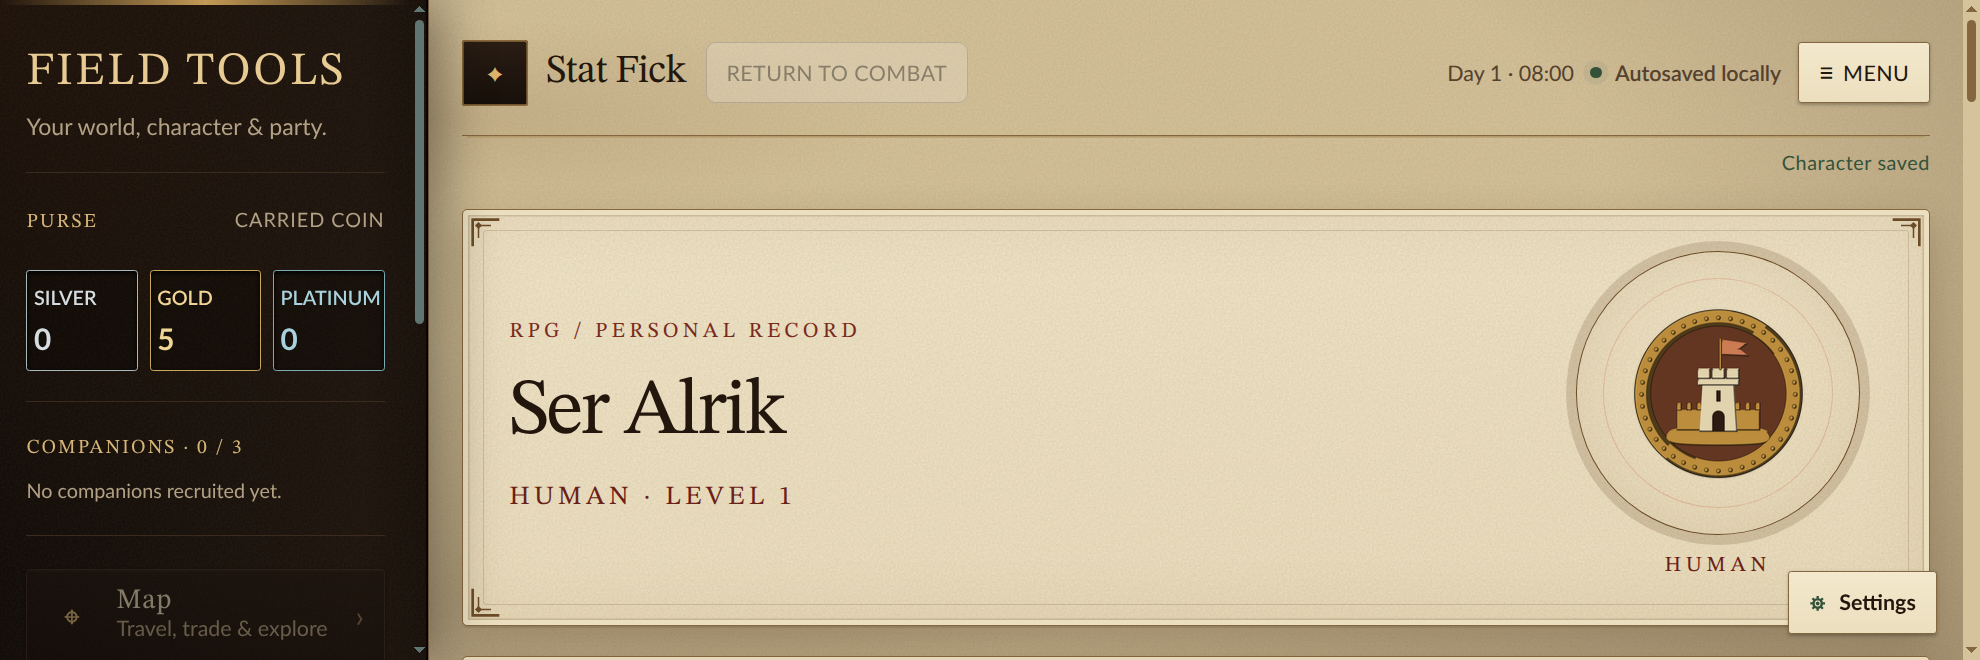 FIELD TOOLS
Your world, character & party.
PURSE
CARRIED COIN
SILVER
0
GOLD
5
PLATINUM
0
COMPANIONS · 0 / 3
No companions recruited yet.
Map
Travel, trade & explore
Stat Fick
RETURN TO COMBAT
Day 1 · 08:00
Autosaved locally
MENU
Character saved
RPG / PERSONAL RECORD
Ser Alrik
HUMAN · LEVEL 1
HUMAN
Settings